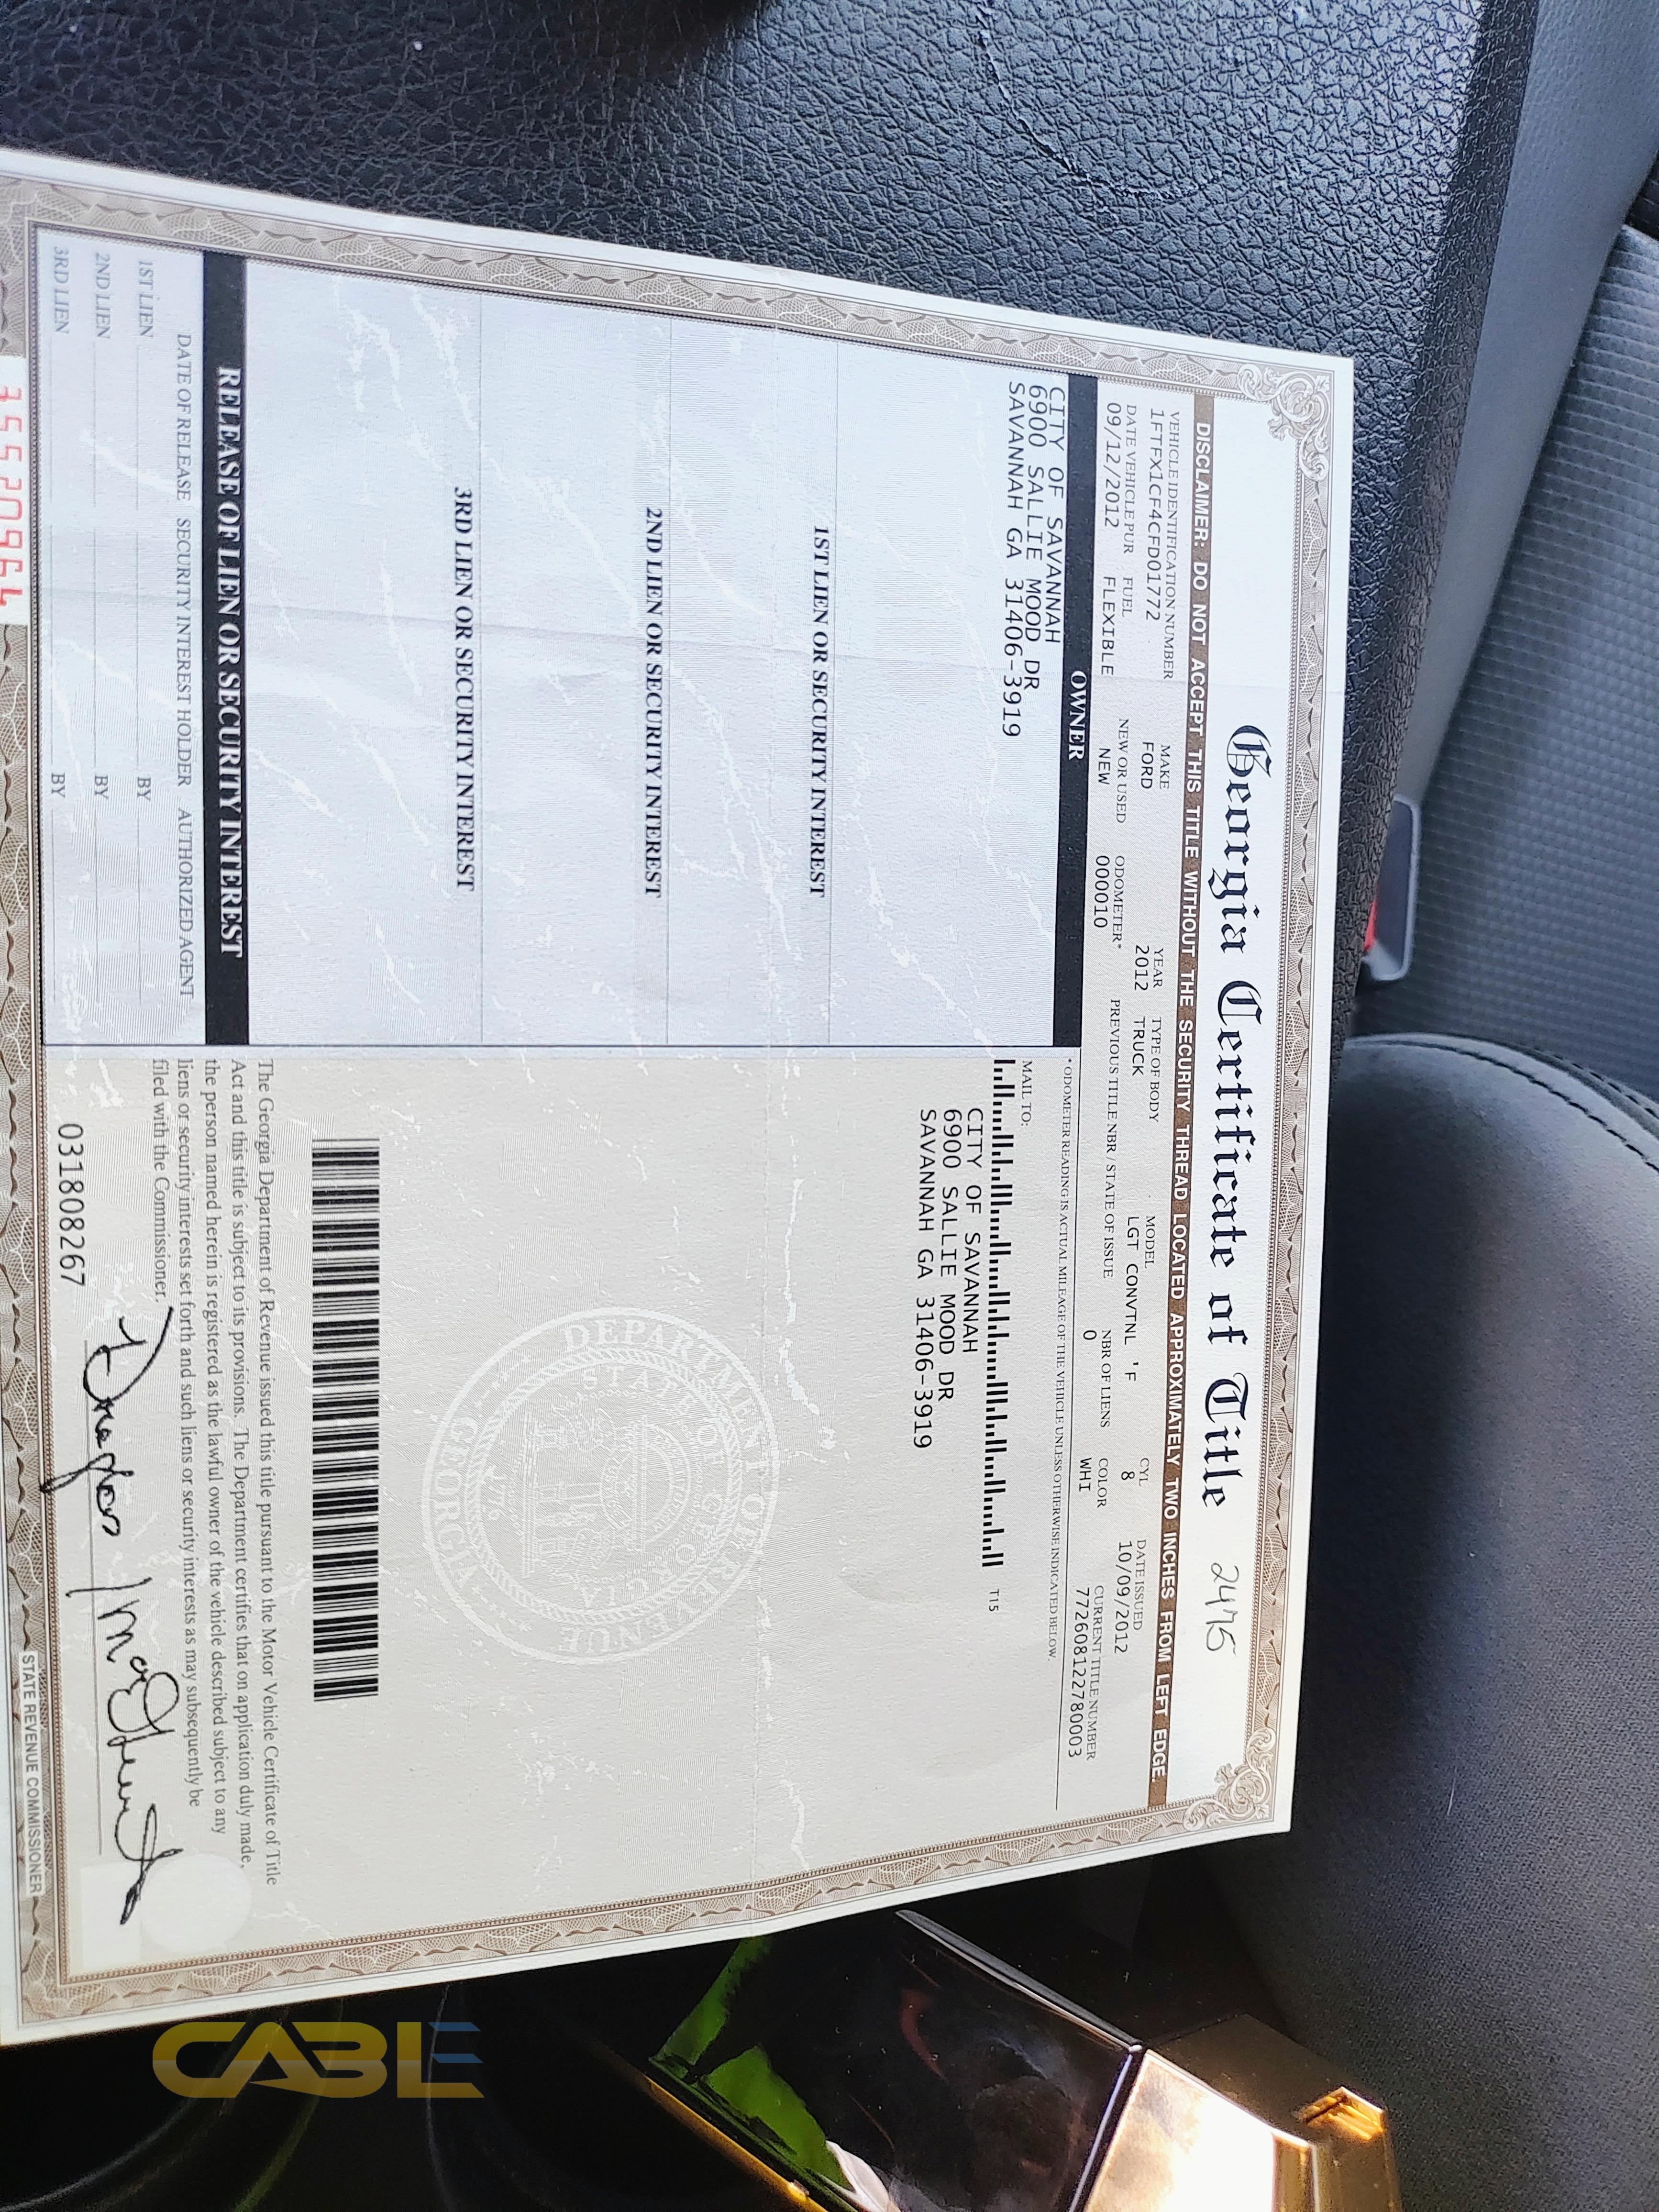 Georgia Certificate of Title 2475
DISCLAIMER: DO NOT ACCEPT THIS TITLE WITHOUT THE SECURITY THREAD LOCATED APPROXIMATELY TWO INCHES FROM LEFT EDGE.
VEHICLE IDENTIFICATION NUMBER MAKE YEAR TYPE OF BODY MODEL CYL DATE ISSUED
1FTFX1CF4CFD01772 FORD 2012 TRUCK LGT CONVTNL 'F 8 10/09/2012
DATE VEHICLE PUR FUEL NEW OR USED ODOMETER* PREVIOUS TITLE NBR / STATE OF ISSUE NBR OF LIENS COLOR CURRENT TITLE NUMBER
09/12/2012 FLEXIBLE NEW 000010 0 WHI 772608122780003
OWNER
* ODOMETER READING IS ACTUAL MILEAGE OF THE VEHICLE UNLESS OTHERWISE INDICATED BELOW.
CITY OF SAVANNAH
6900 SALLIE MOOD DR
SAVANNAH GA 31406-3919
1ST LIEN OR SECURITY INTEREST
2ND LIEN OR SECURITY INTEREST
3RD LIEN OR SECURITY INTEREST
RELEASE OF LIEN OR SECURITY INTEREST
DATE OF RELEASE SECURITY INTEREST HOLDER AUTHORIZED AGENT
1ST LIEN BY
2ND LIEN BY
3RD LIEN BY
MAIL TO:
T15
CITY OF SAVANNAH
6900 SALLIE MOOD DR
SAVANNAH GA 31406-3919
DEPARTMENT OF REVENUE
STATE OF GEORGIA
1776
GEORGIA
The Georgia Department of Revenue issued this title pursuant to the Motor Vehicle Certificate of Title
Act and this title is subject to its provisions. The Department certifies that on application duly made,
the person named herein is registered as the lawful owner of the vehicle described subject to any
liens or security interests set forth and such liens or security interests as may subsequently be
filed with the Commissioner.
031808267
STATE REVENUE COMMISSIONER
35520964
CABLE